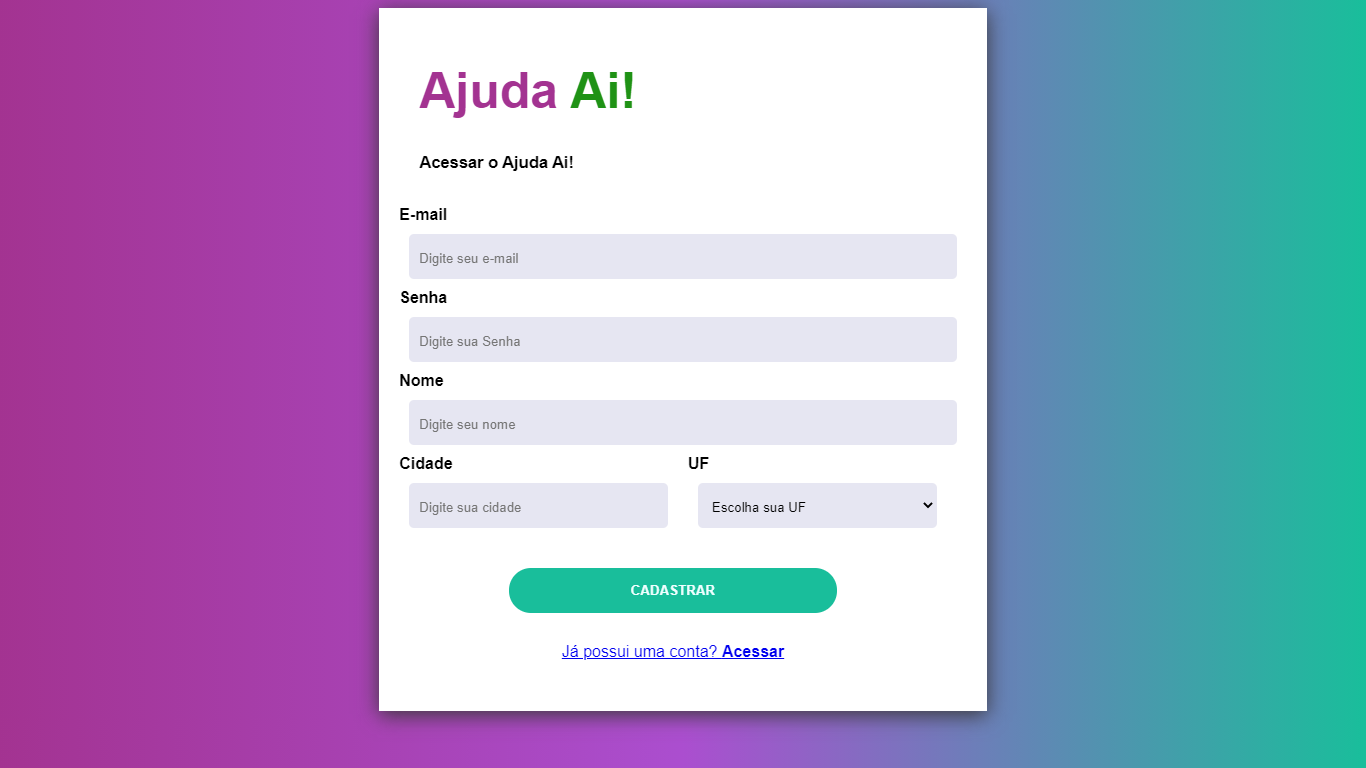 Ajuda Ai!
Acessar o Ajuda Ai!
E-mail
Digite seu e-mail
Senha
Digite sua Senha
Nome
Digite seu nome
Cidade UF
Digite sua cidade Escolha sua UF
CADASTRAR
Já possui uma conta? Acessar